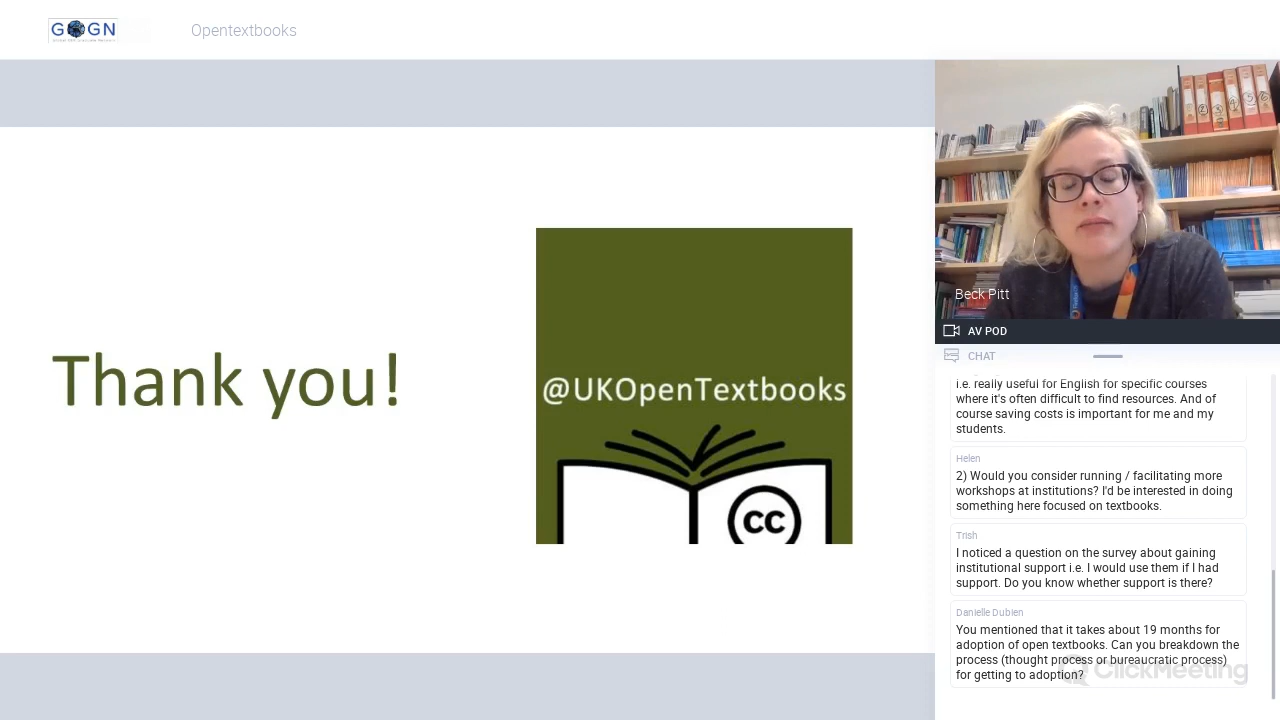 GOGN
Opentextbooks
Thank you!
@UKOpenTextbooks
cc
Beck Pitt
AV POD
CHAT
i.e. really useful for English for specific courses
where it's often difficult to find resources. And of
course saving costs is important for me and my
students.
Helen
2) Would you consider running / facilitating more
workshops at institutions? I'd be interested in doing
something here focused on textbooks.
Trish
I noticed a question on the survey about gaining
institutional support i.e. I would use them if I had
support. Do you know whether support is there?
Danielle Dubien
You mentioned that it takes about 19 months for
adoption of open textbooks. Can you breakdown the
process (thought process or bureaucratic process)
for getting to adoption?
ClickMeeting